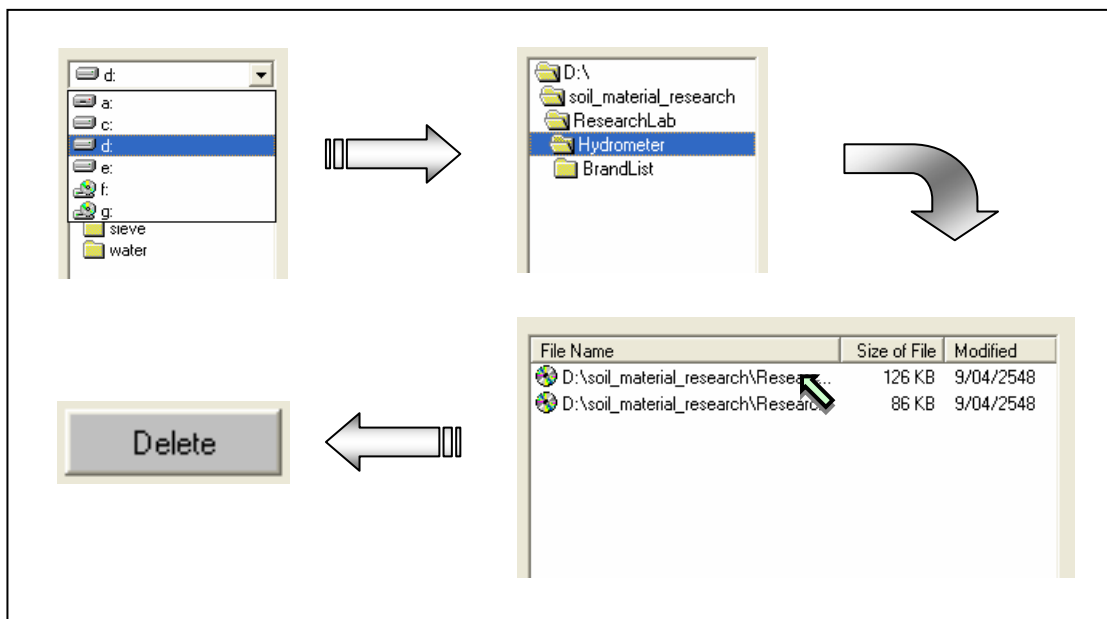 d:
a:
c:
d:
e:
f:
g:
sieve
water
D:\
soil_material_research
ResearchLab
Hydrometer
BrandList
File Name Size of File Modified
D:\soil_material_research\Researc... 126 KB 9/04/2548
D:\soil_material_research\Research 86 KB 9/04/2548
Delete